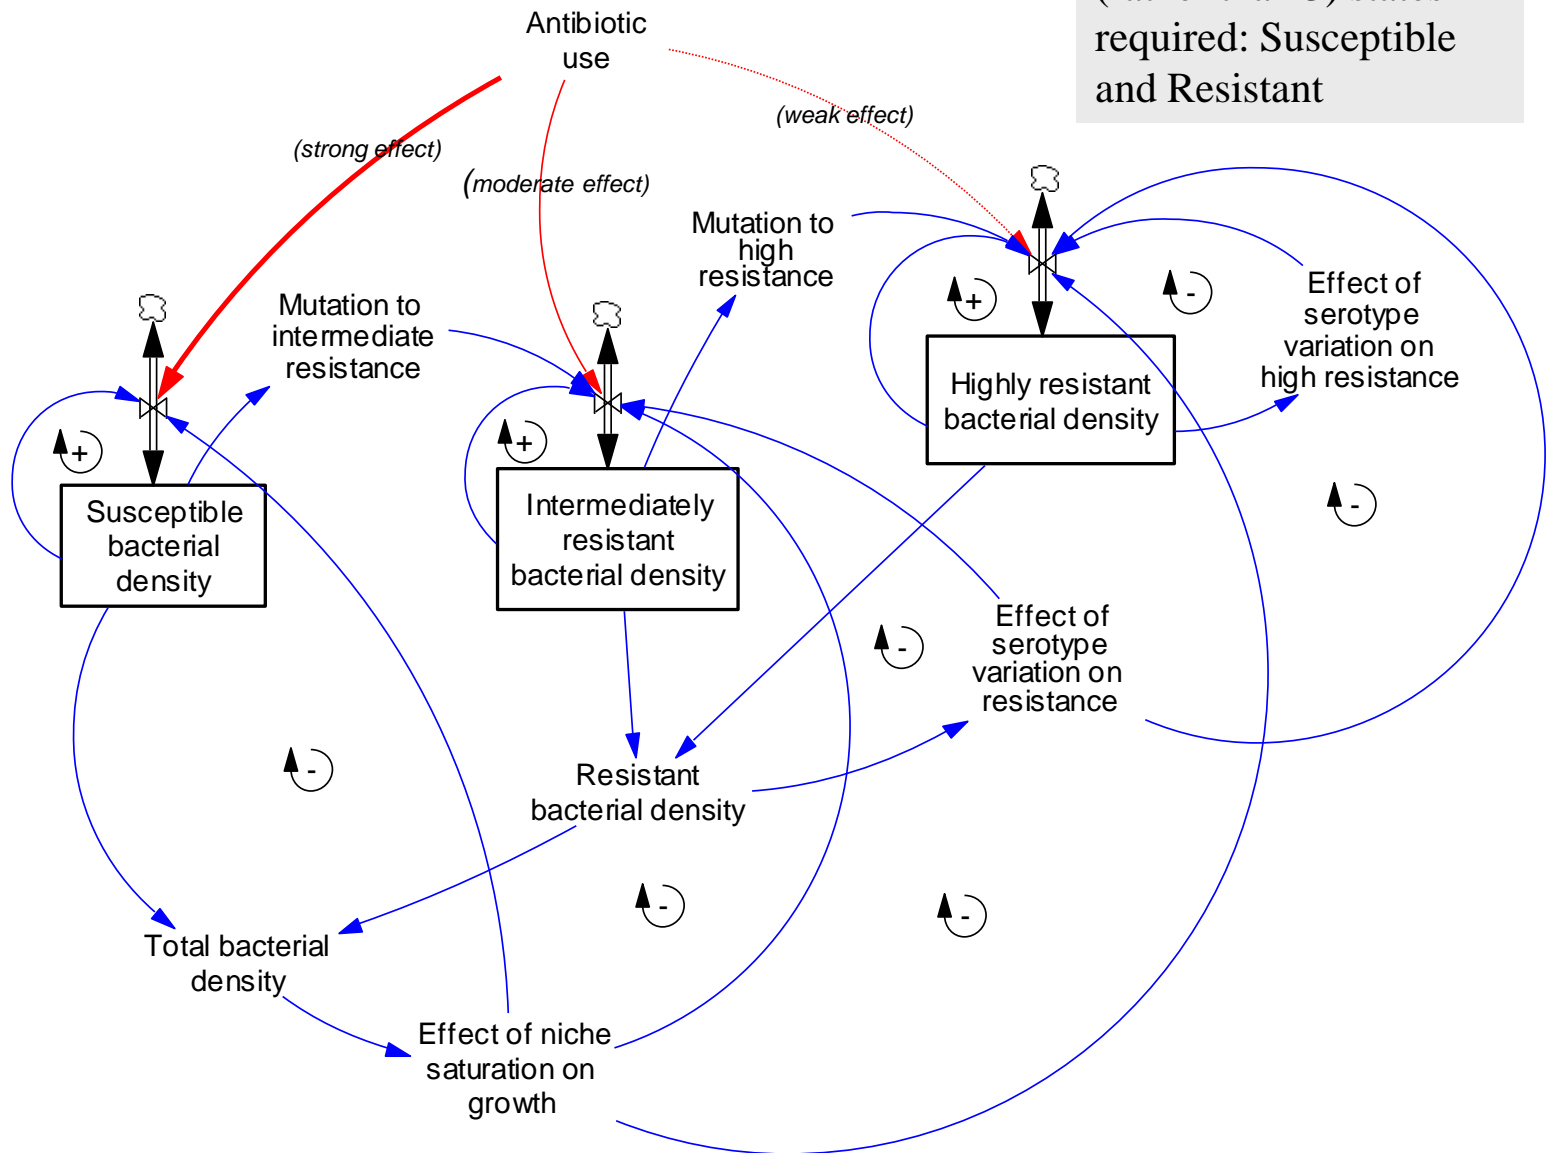 required: Susceptible
and Resistant
Antibiotic
use
(strong effect)
(moderate effect)
(weak effect)
Mutation to
high
resistance
Mutation to
intermediate
resistance
Effect of
serotype
variation on
high resistance
+
-
Highly resistant
bacterial density
+
+
-
Susceptible
bacterial
density
Intermediately
resistant
bacterial density
Effect of
serotype
variation on
resistance
-
-
Resistant
bacterial density
-
-
Total bacterial
density
Effect of niche
saturation on
growth